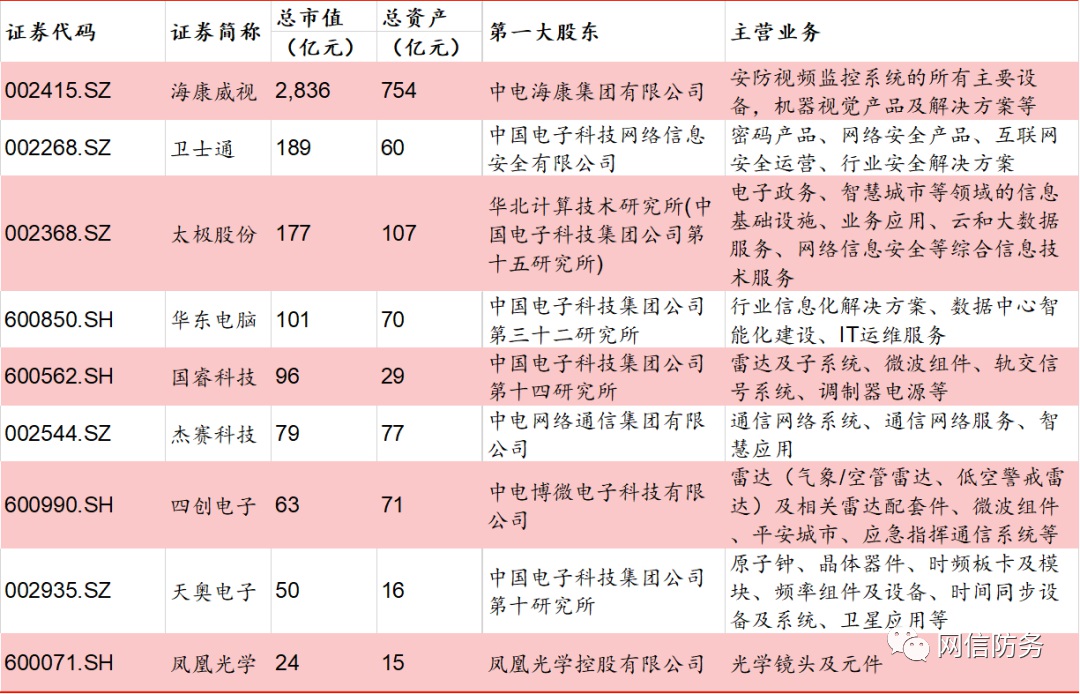 证券代码 证券简称 总市值 总资产 第一大股东 主营业务
（亿元） （亿元）
002415.SZ 海康威视 2,836 754 中电海康集团有限公司 安防视频监控系统的所有主要设
备，机器视觉产品及解决方案等
002268.SZ 卫士通 189 60 中国电子科技网络信息 密码产品、网络安全产品、互联网
安全有限公司 安全运营、行业安全解决方案
002368.SZ 太极股份 177 107 华北计算技术研究所(中 电子政务、智慧城市等领域的信息
国电子科技集团公司第 基础设施、业务应用、云和大数据
十五研究所) 服务、网络信息安全等综合信息技
术服务
600850.SH 华东电脑 101 70 中国电子科技集团公司 行业信息化解决方案、数据中心智
第三十二研究所 能化建设、IT运维服务
600562.SH 国睿科技 96 29 中国电子科技集团公司 雷达及子系统、微波组件、轨交信
第十四研究所 号系统、调制器电源等
002544.SZ 杰赛科技 79 77 中电网络通信集团有限 通信网络系统、通信网络服务、智
公司 慧应用
600990.SH 四创电子 63 71 中电博微电子科技有限 雷达（气象/空管雷达、低空警戒雷
公司 达）及相关雷达配套件、微波组件
、平安城市、应急指挥通信系统等
002935.SZ 天奥电子 50 16 中国电子科技集团公司 原子钟、晶体器件、时频板卡及模
第十研究所 块、频率组件及设备、时间同步设
备及系统、卫星应用等
600071.SH 凤凰光学 24 15 凤凰光学控股有限公司 光学镜头及元件
网信防务